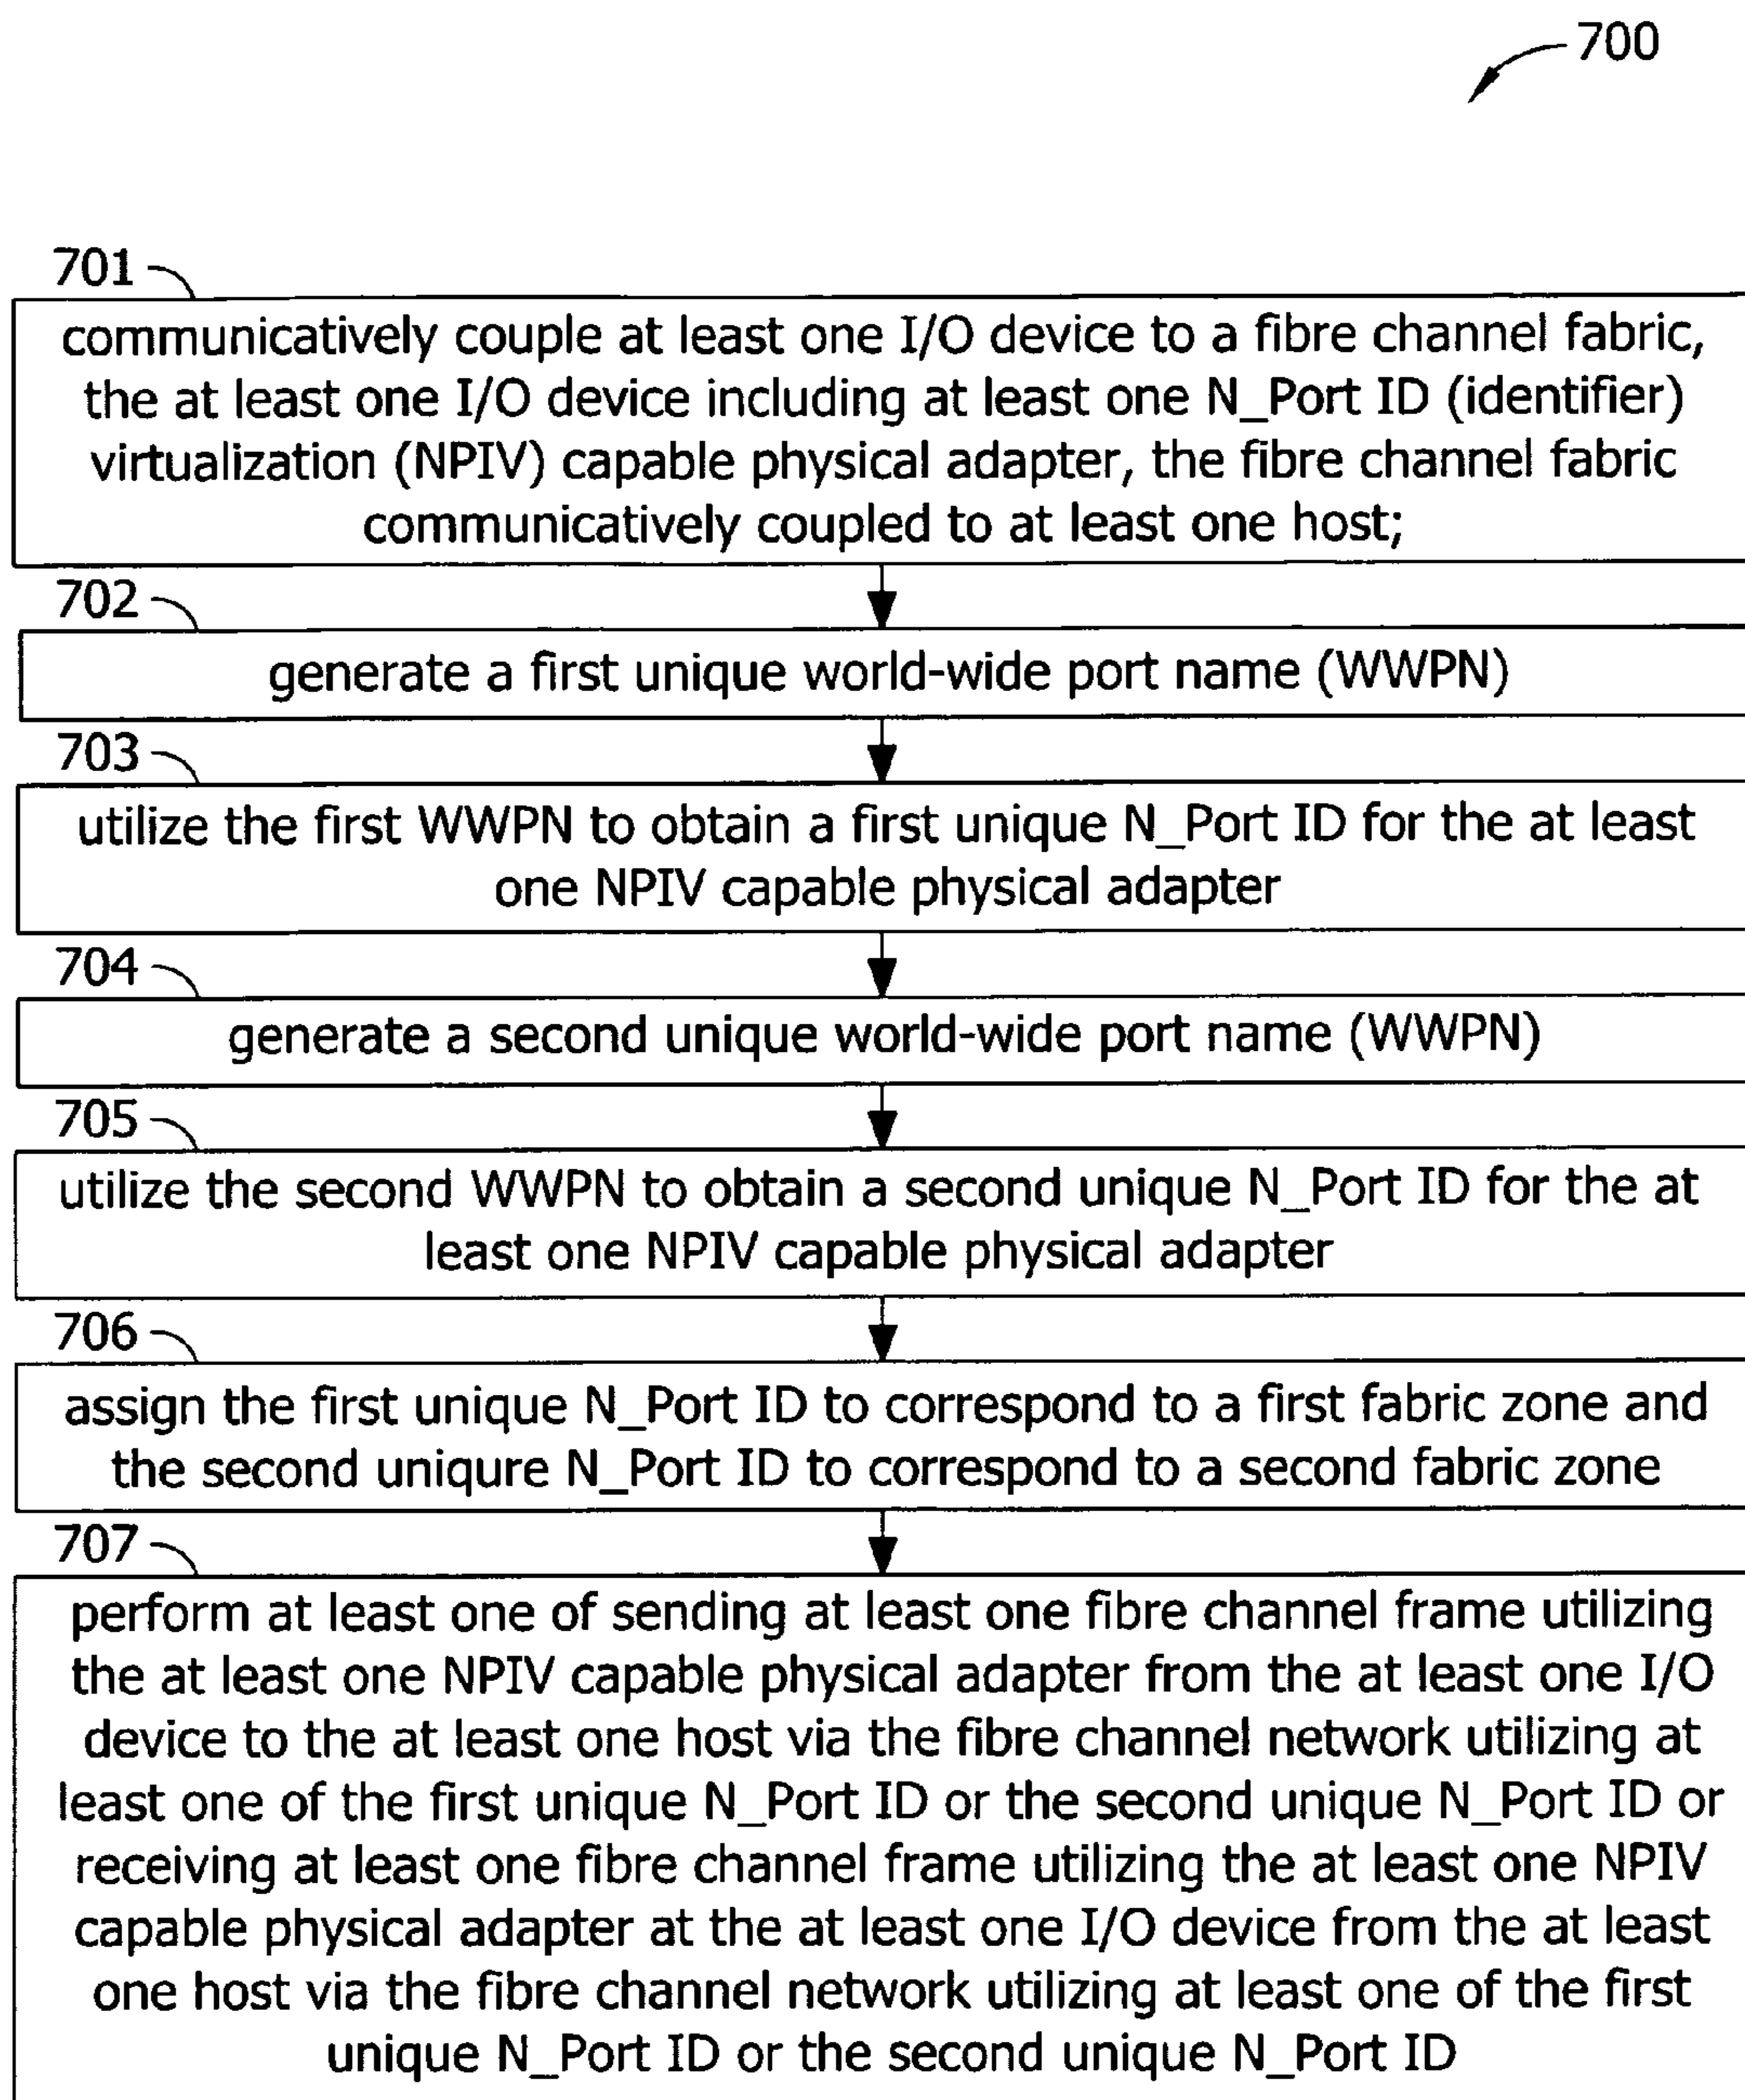 700
701
communicatively couple at least one I/O device to a fibre channel fabric,
the at least one I/O device including at least one N_Port ID (identifier)
virtualization (NPIV) capable physical adapter, the fibre channel fabric
communicatively coupled to at least one host;
702
generate a first unique world-wide port name (WWPN)
703
utilize the first WWPN to obtain a first unique N_Port ID for the at least
one NPIV capable physical adapter
704
generate a second unique world-wide port name (WWPN)
705
utilize the second WWPN to obtain a second unique N_Port ID for the at
least one NPIV capable physical adapter
706
assign the first unique N_Port ID to correspond to a first fabric zone and
the second uniqure N_Port ID to correspond to a second fabric zone
707
perform at least one of sending at least one fibre channel frame utilizing
the at least one NPIV capable physical adapter from the at least one I/O
device to the at least one host via the fibre channel network utilizing at
least one of the first unique N_Port ID or the second unique N_Port ID or
receiving at least one fibre channel frame utilizing the at least one NPIV
capable physical adapter at the at least one I/O device from the at least
one host via the fibre channel network utilizing at least one of the first
unique N_Port ID or the second unique N_Port ID